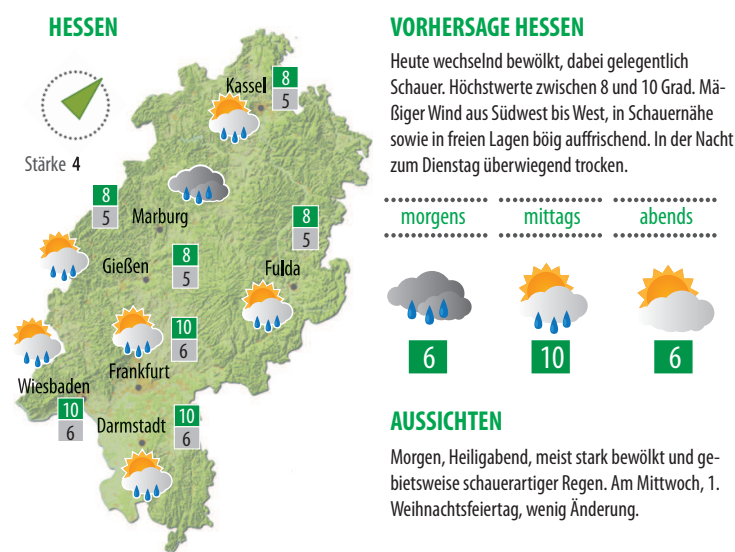 HESSEN
Kassel
8
5
Stärke 4
8
5
Marburg
8
5
Gießen
8
5
Fulda
10
6
Frankfurt
Wiesbaden
10
6
Darmstadt
10
6
VORHERSAGE HESSEN
Heute wechselnd bewölkt, dabei gelegentlich
Schauer. Höchstwerte zwischen 8 und 10 Grad. Mä-
ßiger Wind aus Südwest bis West, in Schauernähe
sowie in freien Lagen böig auffrischend. In der Nacht
zum Dienstag überwiegend trocken.
morgens mittags abends
6 10 6
AUSSICHTEN
Morgen, Heiligabend, meist stark bewölkt und ge-
bietsweise schauerartiger Regen. Am Mittwoch, 1.
Weihnachtsfeiertag, wenig Änderung.